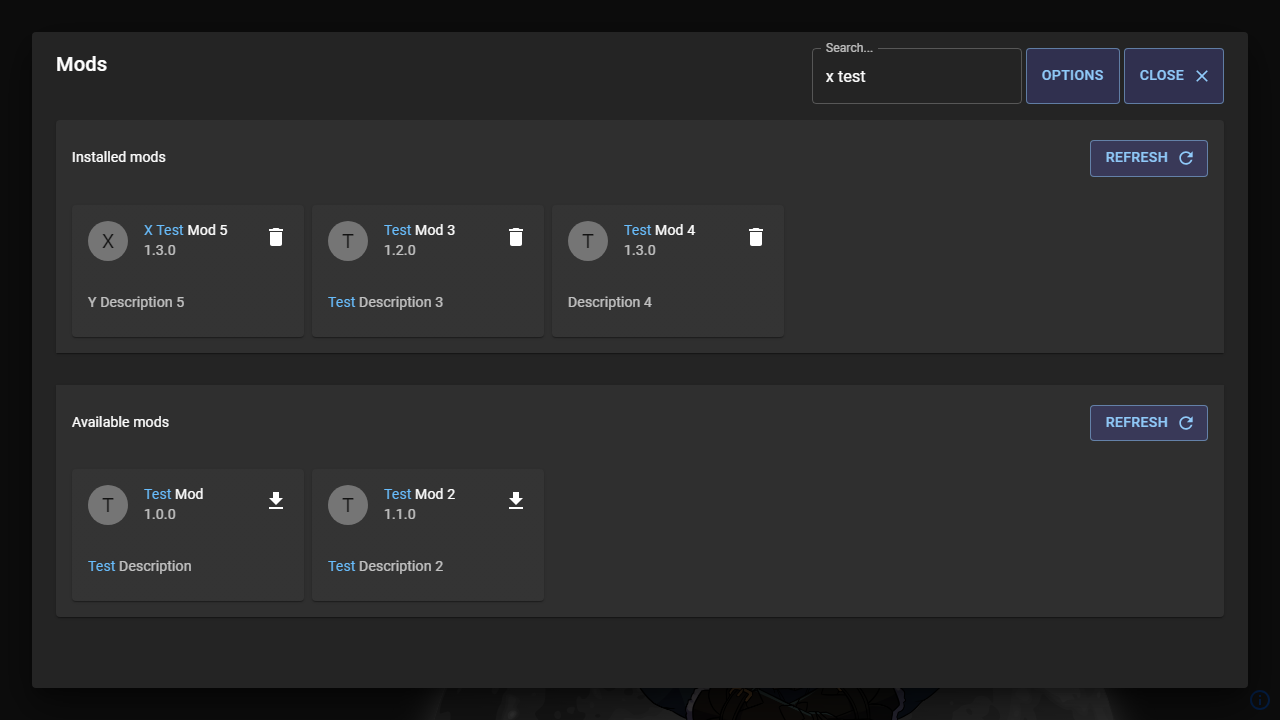 Mods
Search...
x test
OPTIONS
CLOSE
Installed mods
REFRESH
X
X Test Mod 5
1.3.0
Y Description 5
T
Test Mod 3
1.2.0
Test Description 3
T
Test Mod 4
1.3.0
Description 4
Available mods
REFRESH
T
Test Mod
1.0.0
Test Description
T
Test Mod 2
1.1.0
Test Description 2